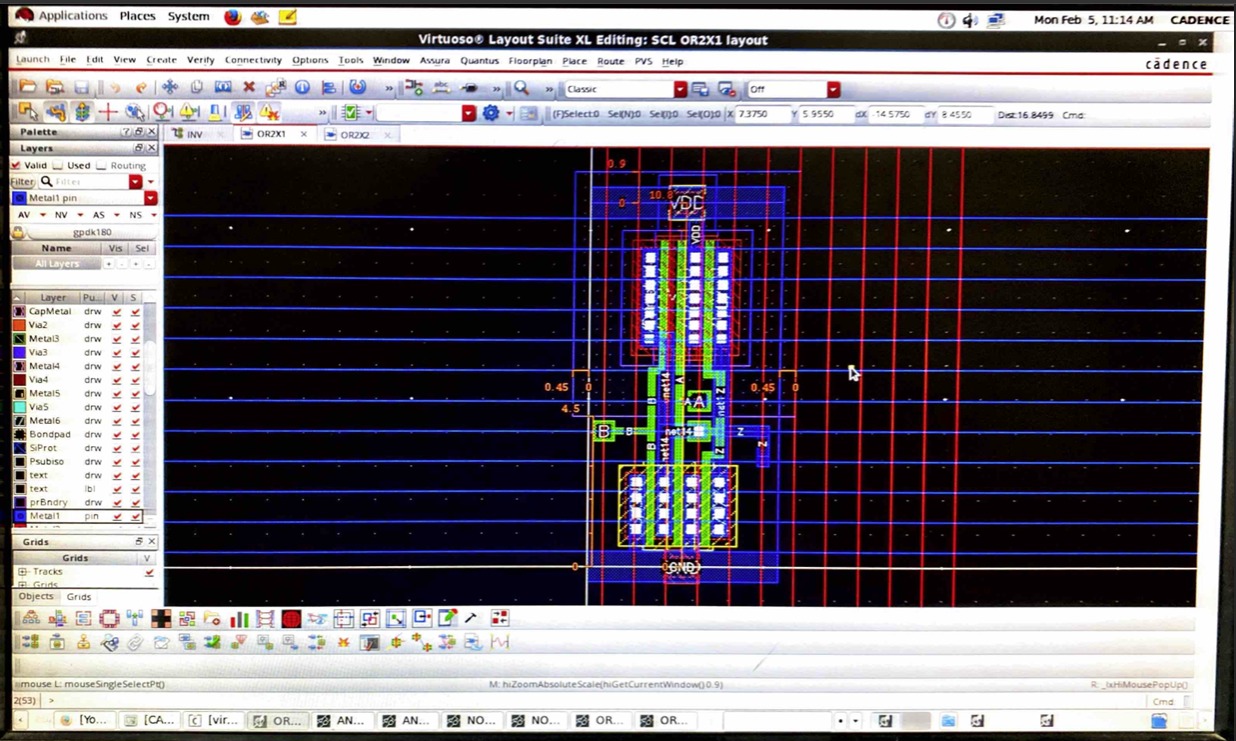 Applications Places System Mon Feb 5, 11:14 AM CADENCE
Virtuoso® Layout Suite XL Editing: SCL OR2X1 layout
Launch File Edit View Create Verify Connectivity Options Tools Window Assura Quantus Floorplan Place Route PVS Help cādence
» » » Classic Off
» (F)Select:0 Sel(N):0 Sel(I):0 Sel(O):0 X 7.3750 Y 5.9550 dX -14.5750 dY 8.4550 Dist:16.8499 Cmd:
Palette
INV OR2X1 OR2X2
Layers
Valid Used Routing
Filter Filter
Metal1 pin
AV NV AS NS
gpdk180
Name Vis Sel
All Layers
Layer Pu... V S
CapMetal drw
Via2 drw
Metal3 drw
Via3 drw
Metal4 drw
Via4 drw
Metal5 drw
Via5 drw
Metal6 drw
Bondpad drw
SiProt drw
Psubiso drw
text drw
text lbl
prBndry drw
Metal1 pin
Grids
Grids V
Tracks
Grids
Objects Grids
0.9
0
VDD
VDD
0.45 0
0.45 0
4.5
A
A
A
B
B
B
B
net14
net14
net14
net1
Z
Z
Z
Z
0
GND
mouse L: mouseSingleSelectPt() M: hiZoomAbsoluteScale(hiGetCurrentWindow() 0.9) R: _lxHiMousePopUp()
2(53) > Cmd
[Yo... [CA... [vir... OR... AN... AN... NO... NO... OR... OR...